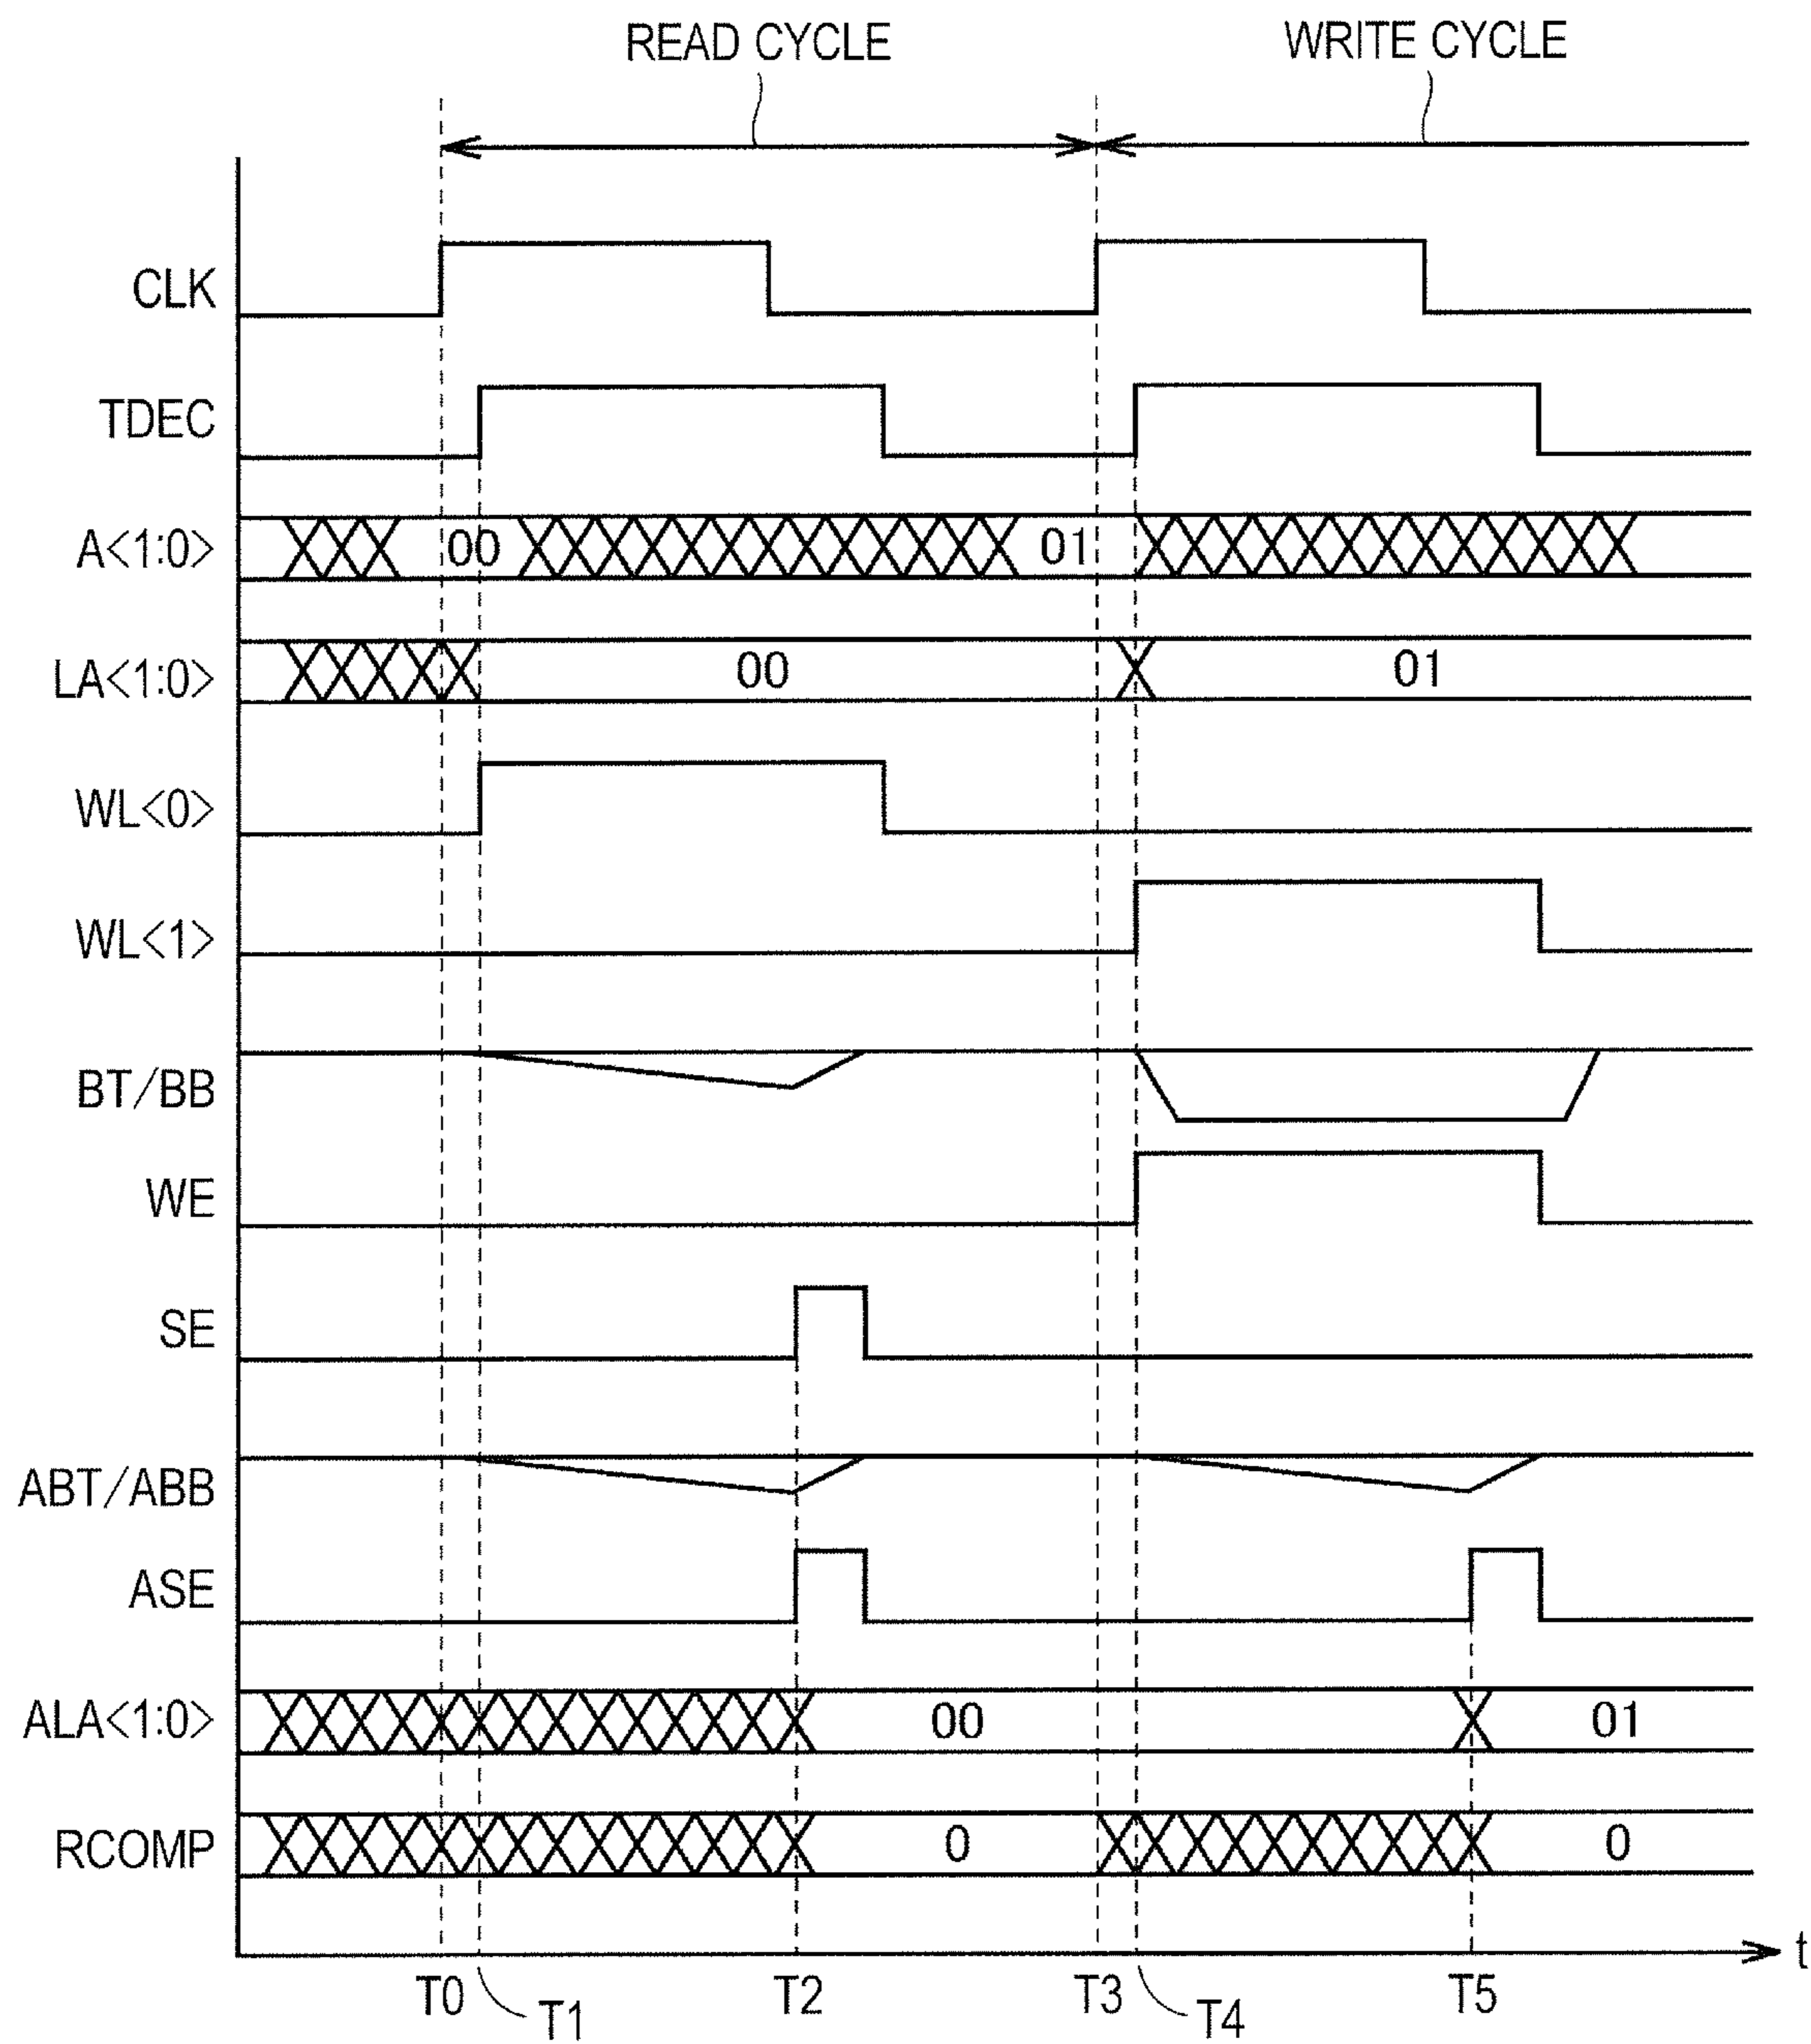 READ CYCLE
WRITE CYCLE
CLK
TDEC
A<1:0>
00
01
LA<1:0>
00
01
WL<0>
WL<1>
BT/BB
WE
SE
ABT/ABB
ASE
ALA<1:0>
00
01
RCOMP
0
0
t
T0
T1
T2
T3
T4
T5